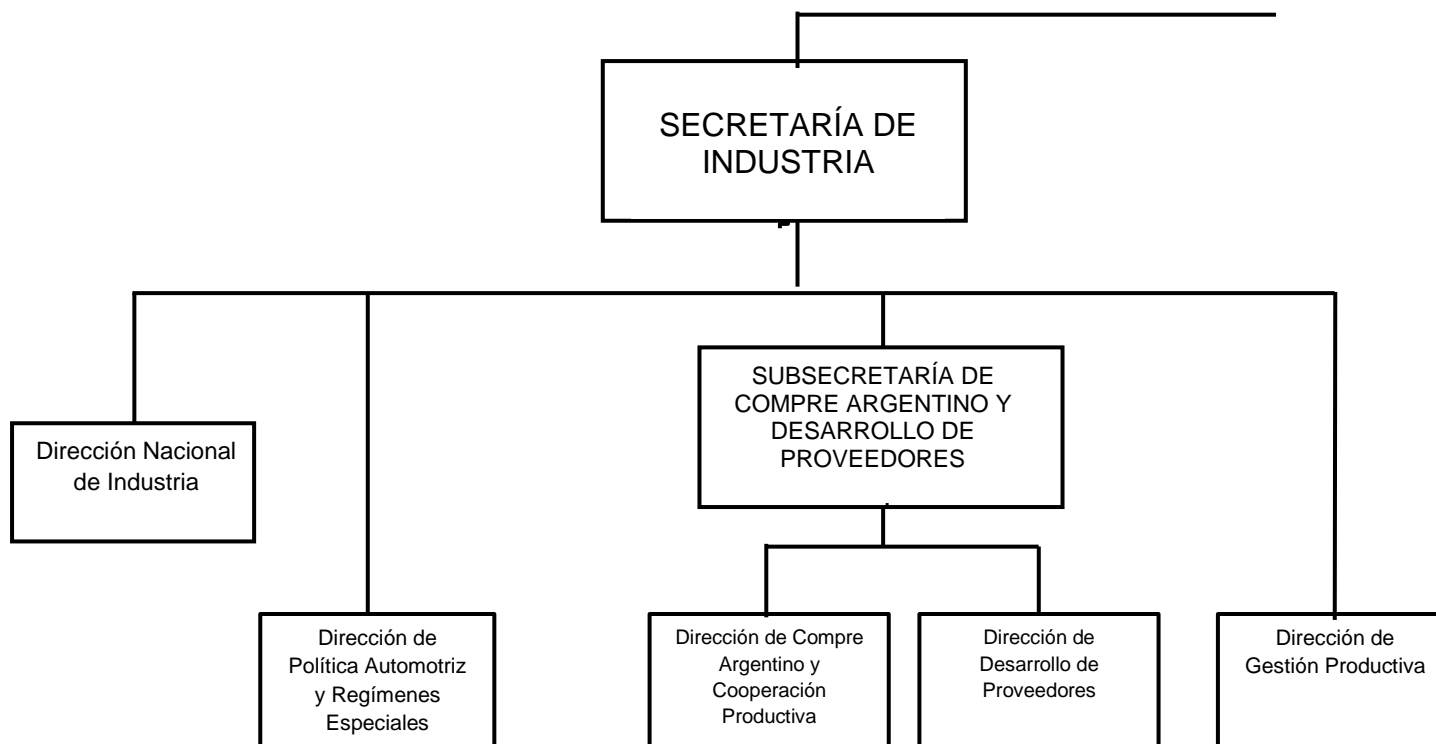 SECRETARÍA DE
INDUSTRIA
SUBSECRETARÍA DE
COMPRE ARGENTINO Y
DESARROLLO DE
PROVEEDORES
Dirección Nacional
de Industria
Dirección de
Política Automotriz
y Regímenes
Especiales
Dirección de Compre
Argentino y
Cooperación
Productiva
Dirección de
Desarrollo de
Proveedores
Dirección de
Gestión Productiva